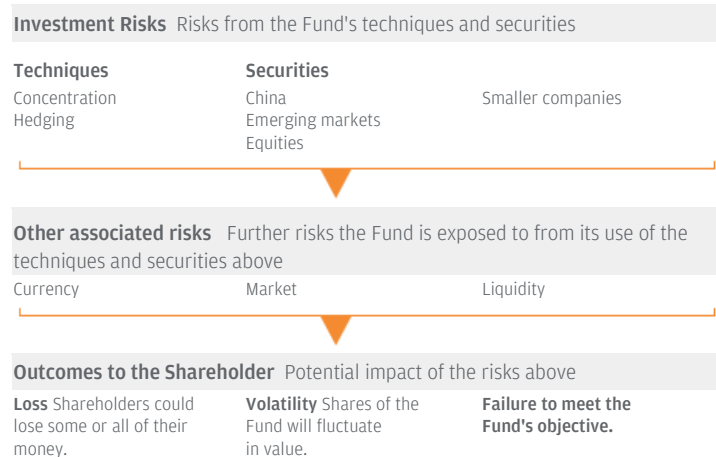 Investment Risks Risks from the Fund's techniques and securities
Techniques Securities
Concentration China Smaller companies
Hedging Emerging markets
Equities
Other associated risks Further risks the Fund is exposed to from its use of the
techniques and securities above
Currency Market Liquidity
Outcomes to the Shareholder Potential impact of the risks above
Loss Shareholders could
lose some or all of their
money.
Volatility Shares of the
Fund will fluctuate
in value.
Failure to meet the
Fund's objective.